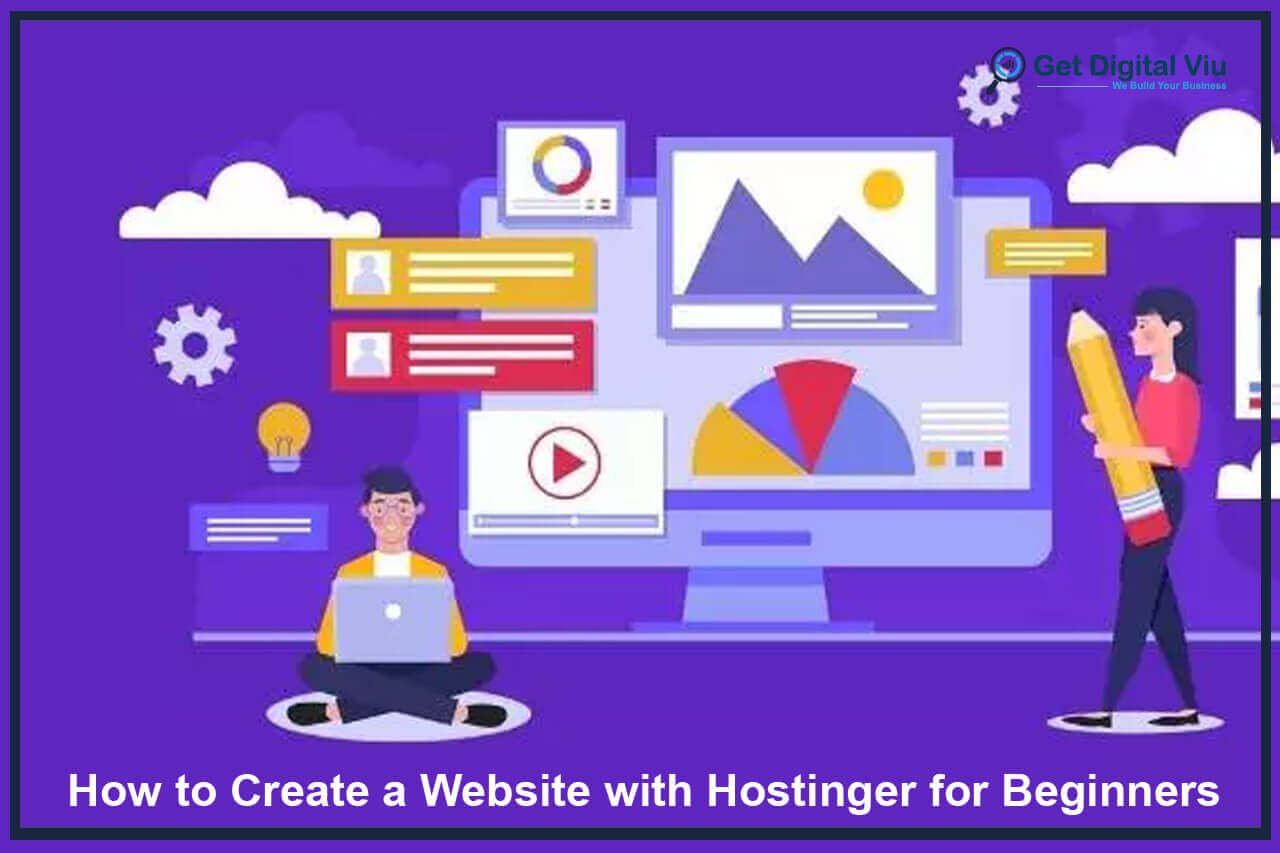 Get Digital Viu
We Build Your Business
How to Create a Website with Hostinger for Beginners